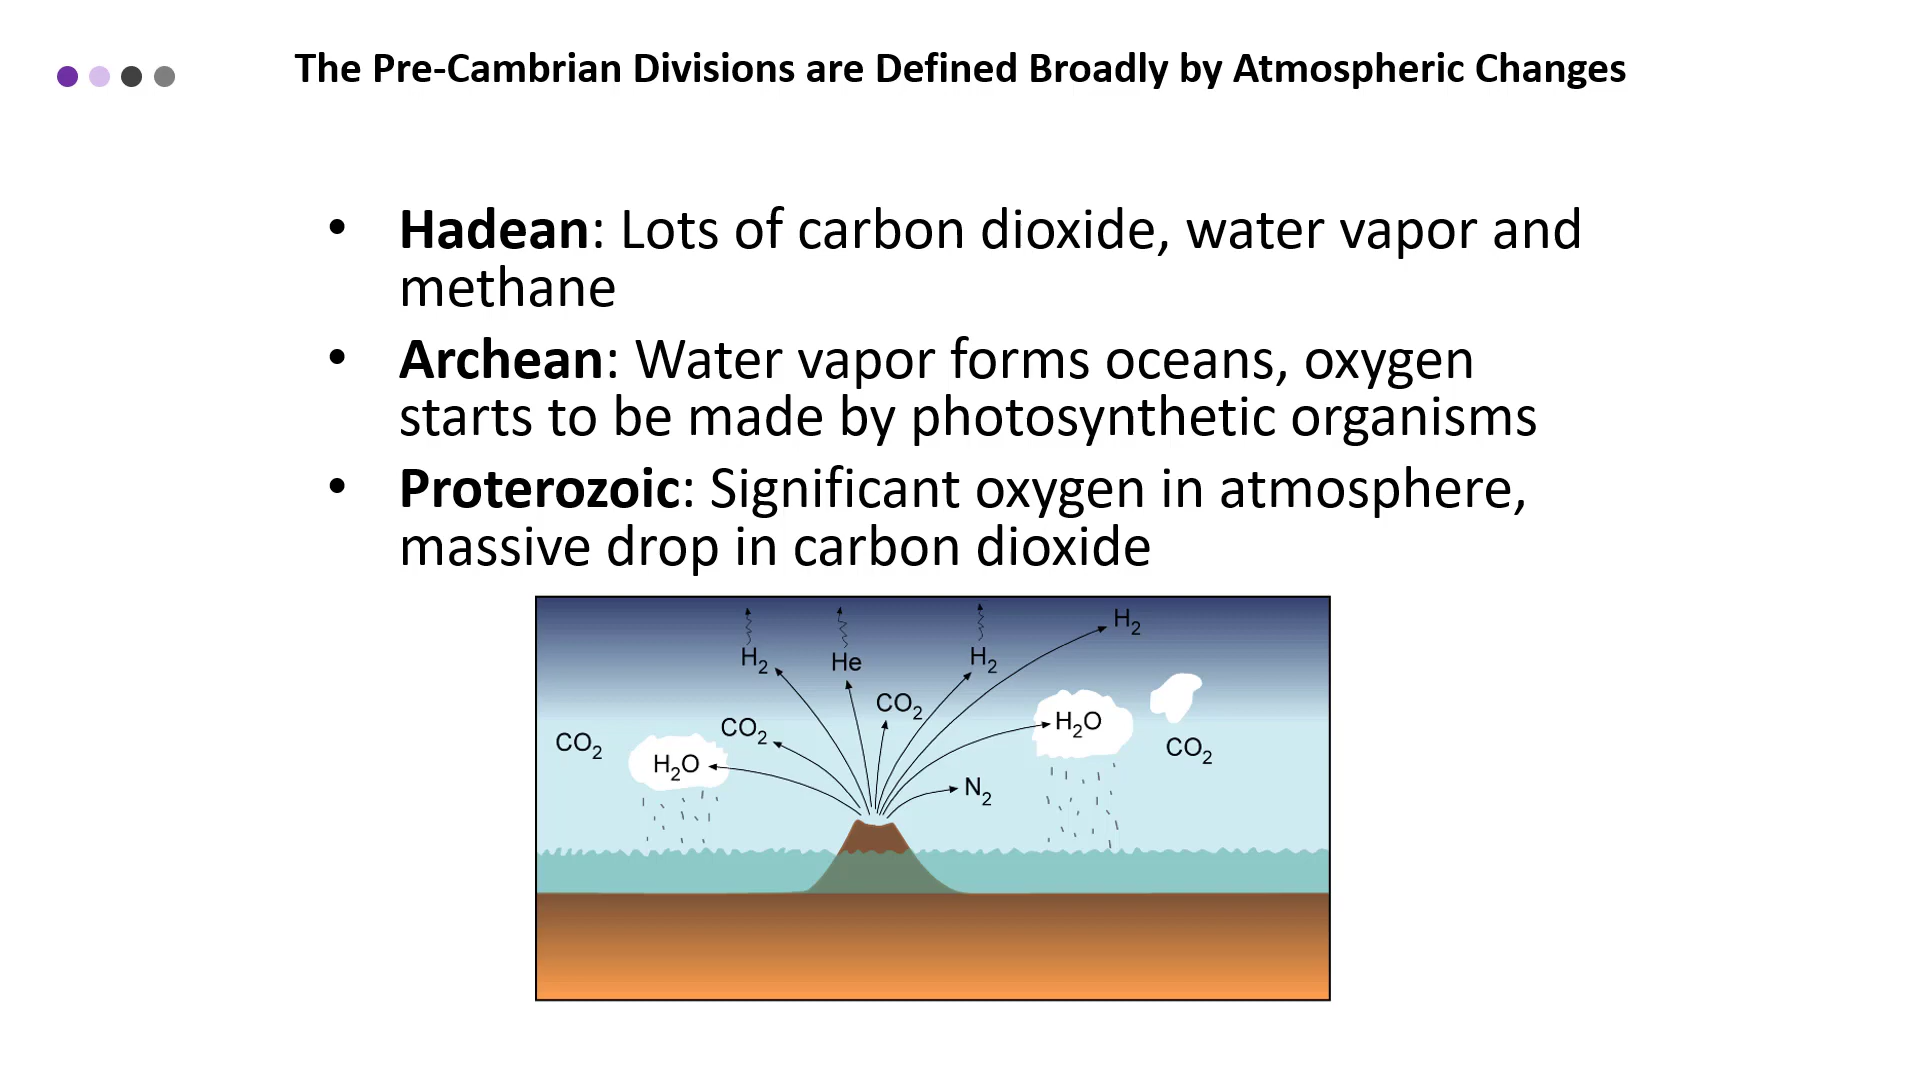 The Pre-Cambrian Divisions are Defined Broadly by Atmospheric Changes
• Hadean: Lots of carbon dioxide, water vapor and
methane
• Archean: Water vapor forms oceans, oxygen
starts to be made by photosynthetic organisms
• Proterozoic: Significant oxygen in atmosphere,
massive drop in carbon dioxide
H₂
H₂
He
H₂
CO₂
CO₂
H₂O
CO₂
CO₂
H₂O
N₂